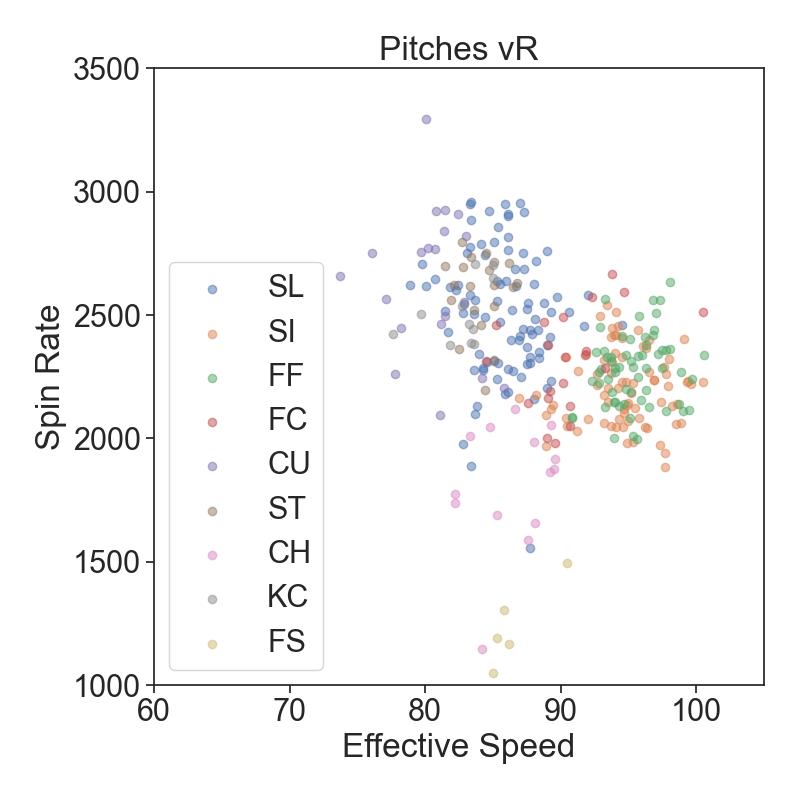 Pitches vR
3500
3000
2500
2000
1500
1000
Spin Rate
SL
SI
FF
FC
CU
ST
CH
KC
FS
60 70 80 90 100
Effective Speed